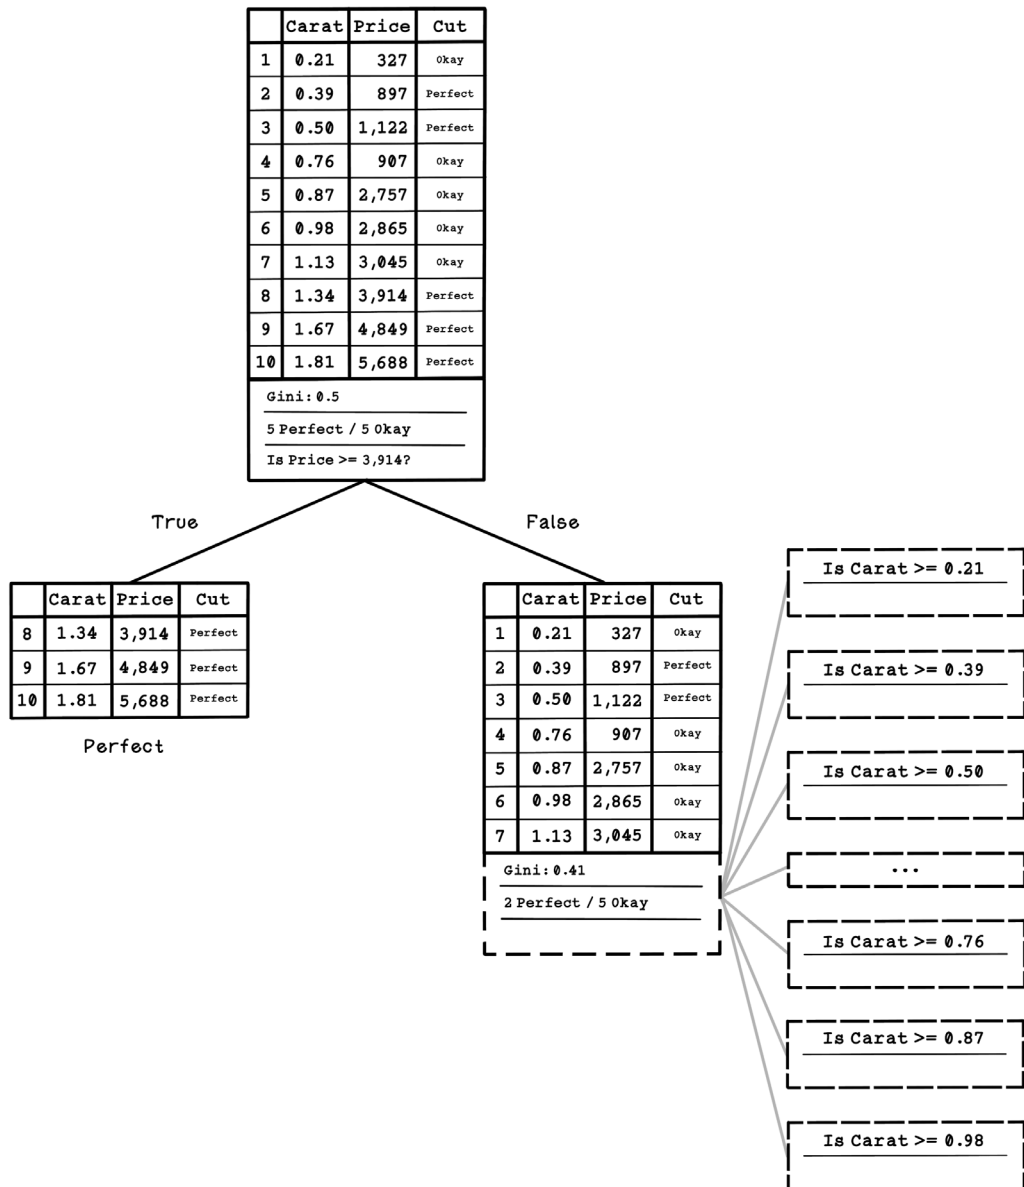 Carat Price Cut
1 0.21 327 Okay
2 0.39 897 Perfect
3 0.50 1,122 Perfect
4 0.76 907 Okay
5 0.87 2,757 Okay
6 0.98 2,865 Okay
7 1.13 3,045 Okay
8 1.34 3,914 Perfect
9 1.67 4,849 Perfect
10 1.81 5,688 Perfect
Gini: 0.5
5 Perfect / 5 Okay
Is Price >= 3,914?
True
False
Carat Price Cut
8 1.34 3,914 Perfect
9 1.67 4,849 Perfect
10 1.81 5,688 Perfect
Perfect
Carat Price Cut
1 0.21 327 Okay
2 0.39 897 Perfect
3 0.50 1,122 Perfect
4 0.76 907 Okay
5 0.87 2,757 Okay
6 0.98 2,865 Okay
7 1.13 3,045 Okay
Gini: 0.41
2 Perfect / 5 Okay
Is Carat >= 0.21
Is Carat >= 0.39
Is Carat >= 0.50
...
Is Carat >= 0.76
Is Carat >= 0.87
Is Carat >= 0.98